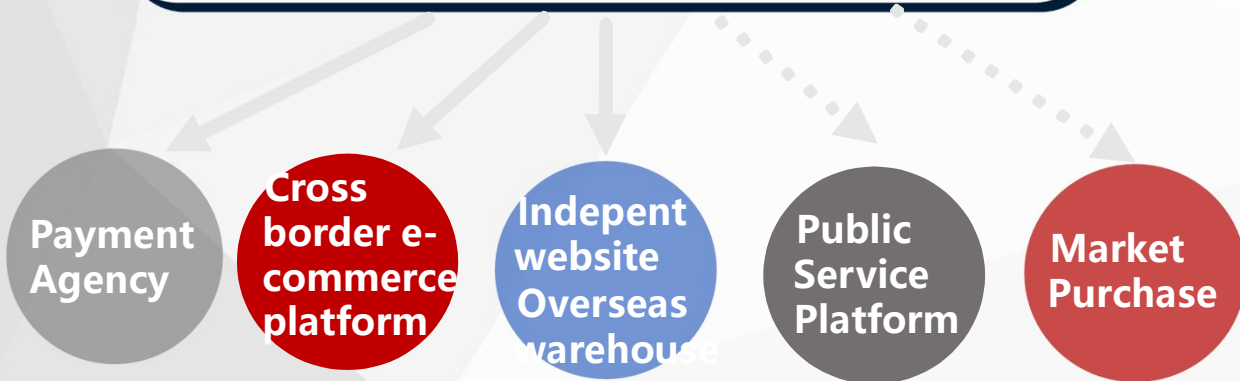 Payment
Agency
Cross
border e-
commerce
platform
Indepent
website
Overseas
warehouse
Public
Service
Platform
Market
Purchase